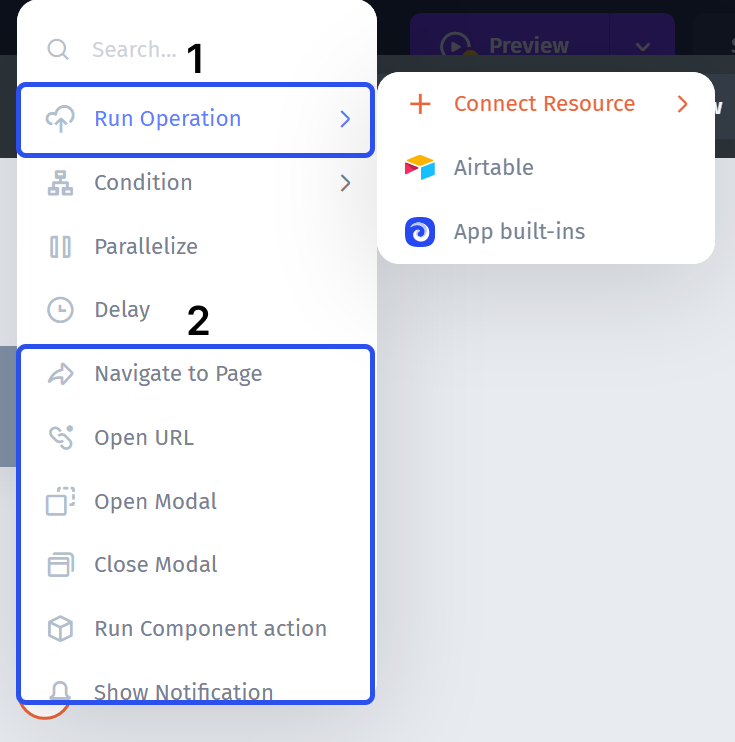 Search...
1
Preview
Run Operation
Connect Resource
Condition
Airtable
Parallelize
App built-ins
Delay
2
Navigate to Page
Open URL
Open Modal
Close Modal
Run Component action
Show Notification